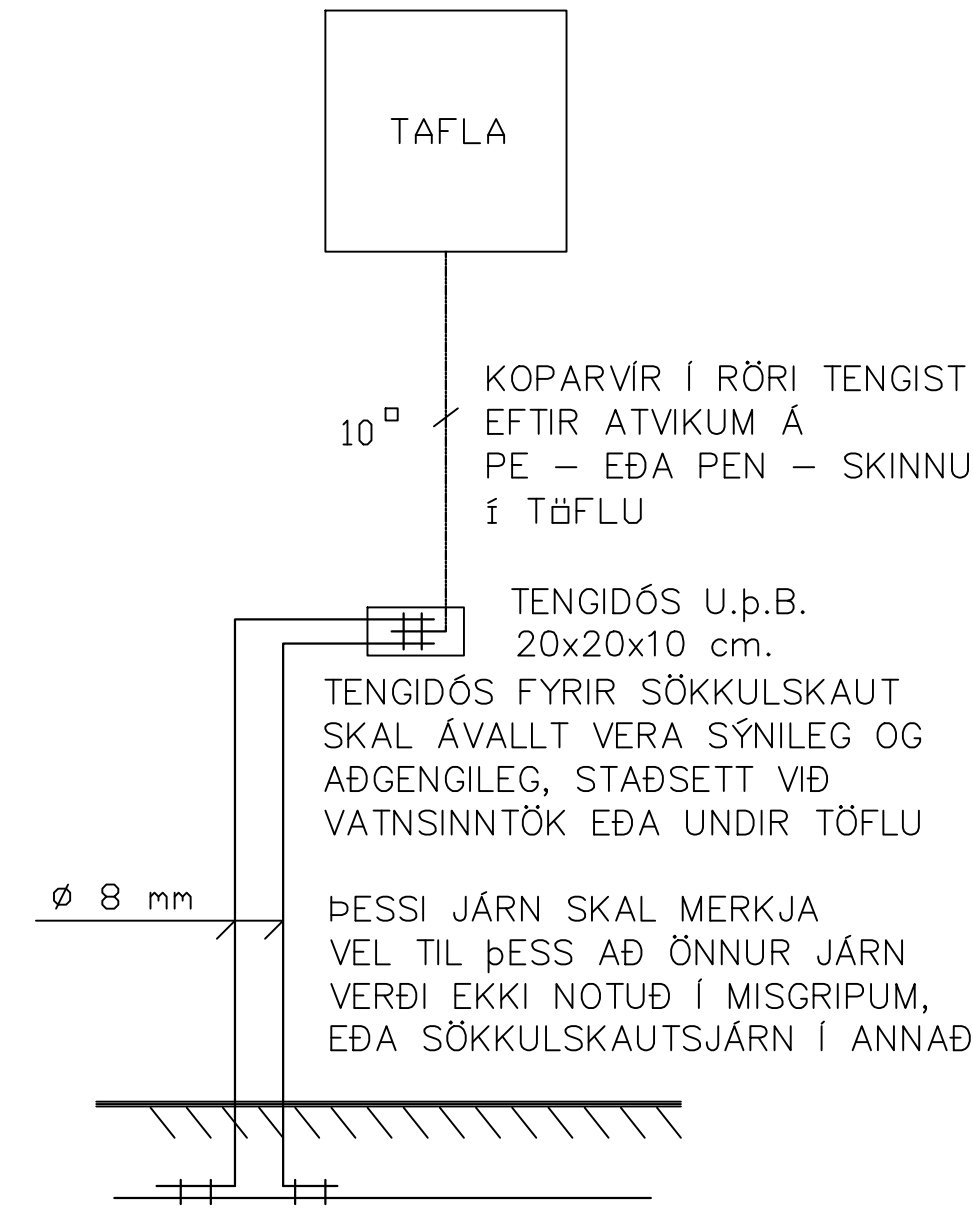 TAFLA
KOPARVÍR Í RÖRI TENGIST
EFTIR ATVIKUM Á
PE – EÐA PEN – SKINNU
í TöFLU
10 □
TENGIDÓS U.þ.B.
20x20x10 cm.
TENGIDÓS FYRIR SÖKKULSKAUT
SKAL ÁVALLT VERA SÝNILEG OG
AÐGENGILEG, STAÐSETT VIÐ
VATNSINNTÖK EÐA UNDIR TÖFLU
ø 8 mm
ÞESSI JÁRN SKAL MERKJA
VEL TIL þESS AÐ ÖNNUR JÁRN
VERÐI EKKI NOTUÐ Í MISGRIPUM,
EÐA SÖKKULSKAUTSJÁRN Í ANNAÐ